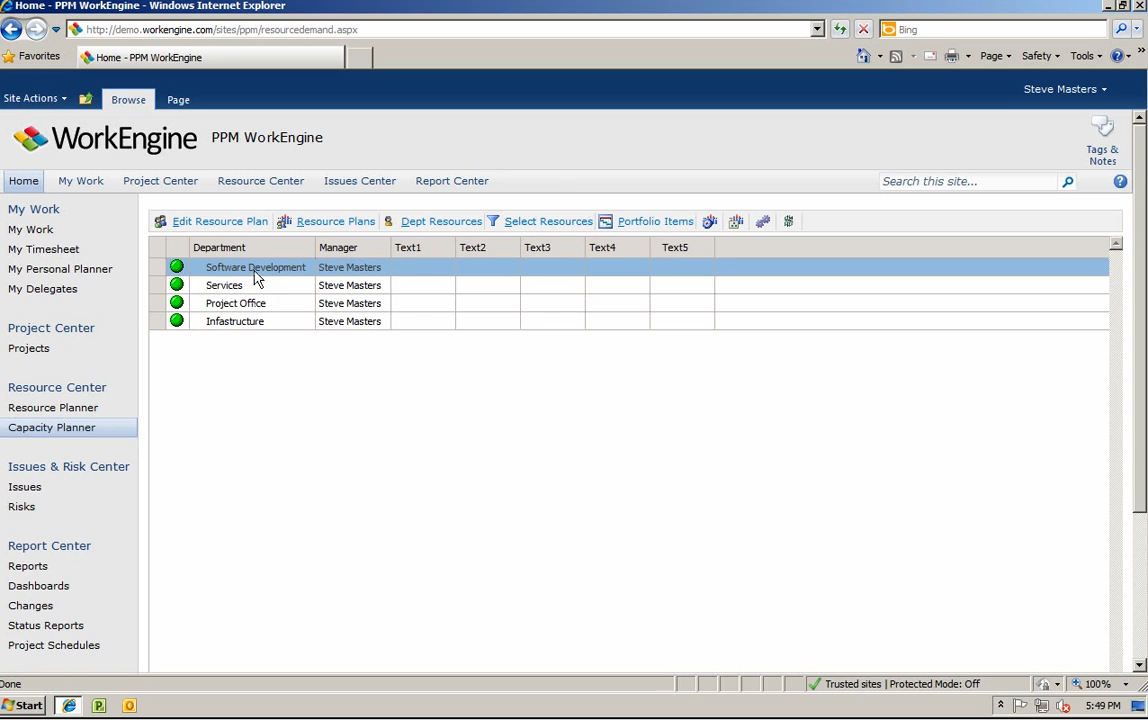 Home - PPM WorkEngine - Windows Internet Explorer
http://demo.workengine.com/sites/ppm/resourcedemand.aspx
Bing
Favorites
Home - PPM WorkEngine
Page
Safety
Tools
Steve Masters
Site Actions
Browse
Page
WorkEngine
PPM WorkEngine
Tags & Notes
Home
My Work
Project Center
Resource Center
Issues Center
Report Center
Search this site...
My Work
My Work
My Timesheet
My Personal Planner
My Delegates
Project Center
Projects
Resource Center
Resource Planner
Capacity Planner
Issues & Risk Center
Issues
Risks
Report Center
Reports
Dashboards
Changes
Status Reports
Project Schedules
Edit Resource Plan
Resource Plans
Dept Resources
Select Resources
Portfolio Items
Department Manager Text1 Text2 Text3 Text4 Text5
Software Development Steve Masters
Services Steve Masters
Project Office Steve Masters
Infastructure Steve Masters
Done
Trusted sites | Protected Mode: Off
100%
Start
5:49 PM